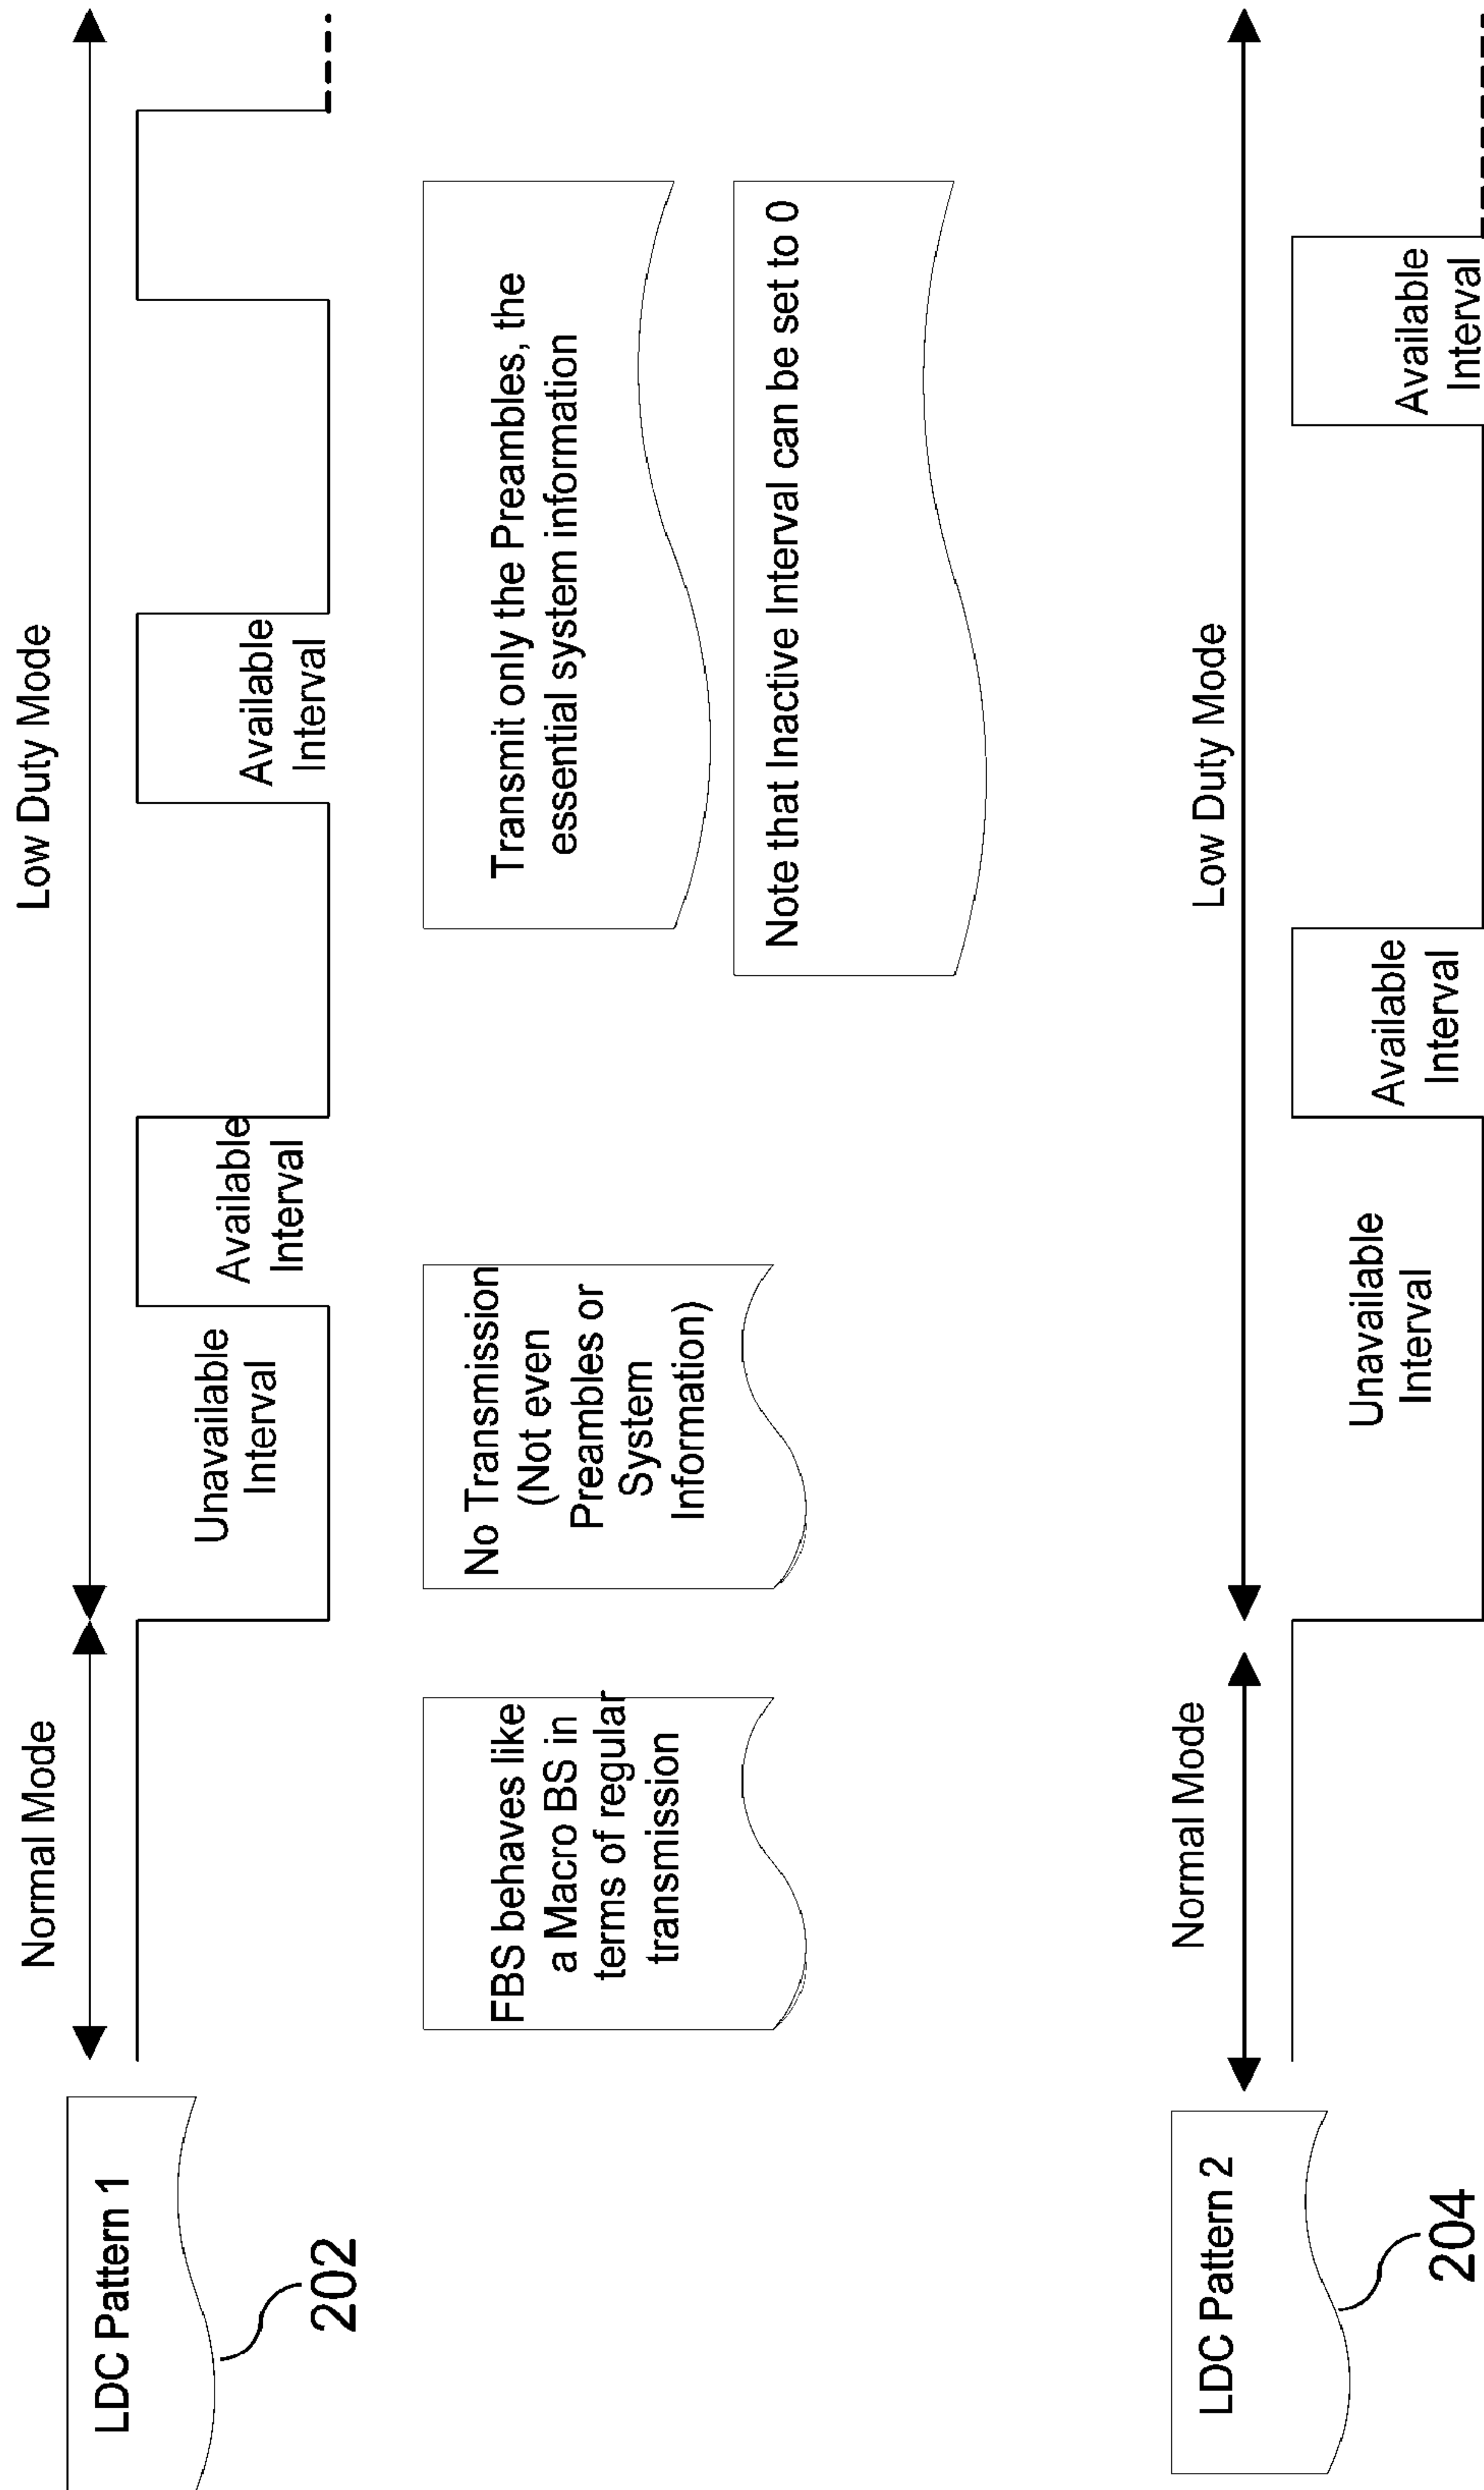 LDC Pattern 1
202
Normal Mode
Low Duty Mode
Unavailable
Interval
Available
Interval
Available
Interval
FBS behaves like
a Macro BS in
terms of regular
transmission
No Transmission
(Not even
Preambles or
System
Information)
Transmit only the Preambles, the
essential system information
Note that Inactive Interval can be set to 0
LDC Pattern 2
204
Normal Mode
Low Duty Mode
Unavailable
Interval
Available
Interval
Available
Interval